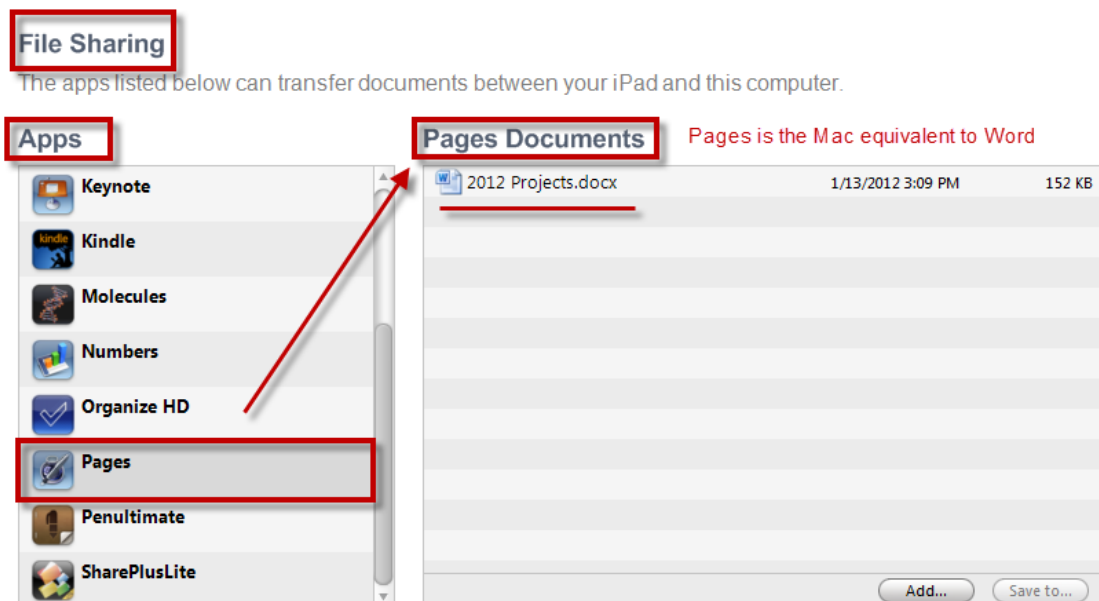 File Sharing
The apps listed below can transfer documents between your iPad and this computer.
Apps
Pages Documents
Pages is the Mac equivalent to Word
Keynote
kindle
Kindle
Molecules
Numbers
Organize HD
Pages
Penultimate
SharePlusLite
W
2012 Projects.docx 1/13/2012 3:09 PM 152 KB
Add... Save to...